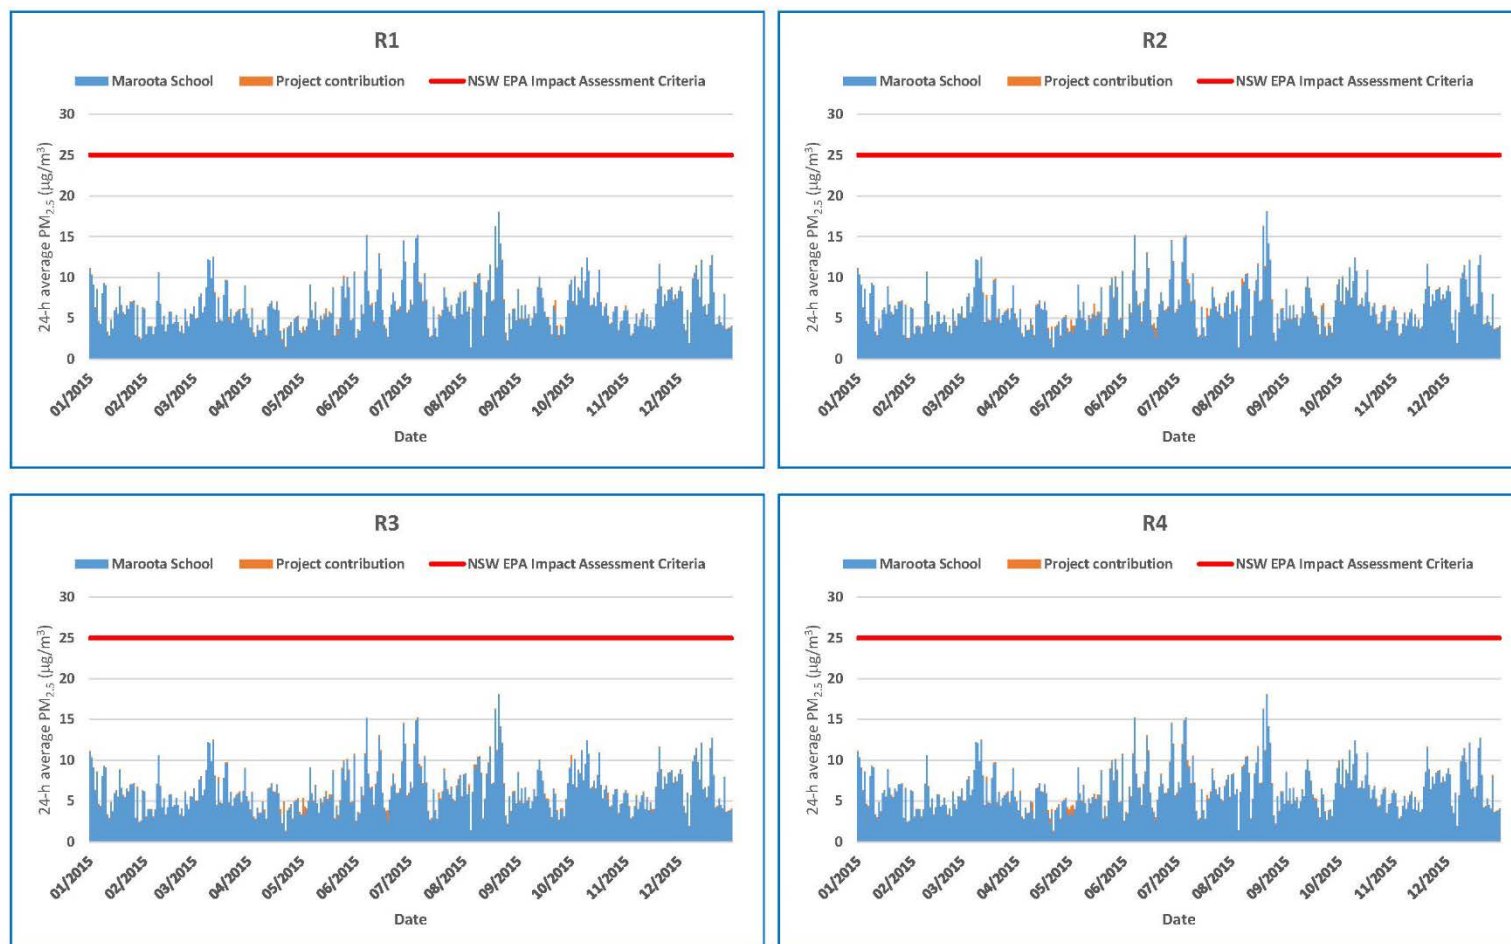 R1
Maroota School Project contribution NSW EPA Impact Assessment Criteria
24-h average PM2.5 (µg/m³)
30
25
20
15
10
5
0
01/2015 02/2015 03/2015 04/2015 05/2015 06/2015 07/2015 08/2015 09/2015 10/2015 11/2015 12/2015
Date
R2
Maroota School Project contribution NSW EPA Impact Assessment Criteria
24-h average PM2.5 (µg/m³)
30
25
20
15
10
5
0
01/2015 02/2015 03/2015 04/2015 05/2015 06/2015 07/2015 08/2015 09/2015 10/2015 11/2015 12/2015
Date
R3
Maroota School Project contribution NSW EPA Impact Assessment Criteria
24-h average PM2.5 (µg/m³)
30
25
20
15
10
5
0
01/2015 02/2015 03/2015 04/2015 05/2015 06/2015 07/2015 08/2015 09/2015 10/2015 11/2015 12/2015
Date
R4
Maroota School Project contribution NSW EPA Impact Assessment Criteria
24-h average PM2.5 (µg/m³)
30
25
20
15
10
5
0
01/2015 02/2015 03/2015 04/2015 05/2015 06/2015 07/2015 08/2015 09/2015 10/2015 11/2015 12/2015
Date